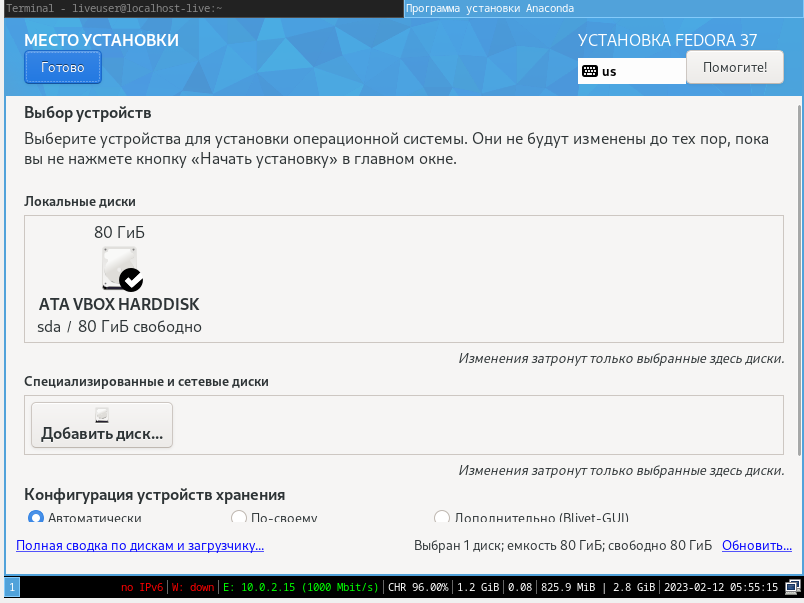 Terminal - liveuser@localhost-live:~
Программа установки Anaconda
МЕСТО УСТАНОВКИ
УСТАНОВКА FEDORA 37
Готово
us
Помогите!
Выбор устройств
Выберите устройства для установки операционной системы. Они не будут изменены до тех пор, пока
вы не нажмете кнопку «Начать установку» в главном окне.
Локальные диски
80 ГиБ
ATA VBOX HARDDISK
sda / 80 ГиБ свободно
Изменения затронут только выбранные здесь диски.
Специализированные и сетевые диски
Добавить диск...
Изменения затронут только выбранные здесь диски.
Конфигурация устройств хранения
Автоматически
По-своему
Дополнительно (Blivet-GUI)
Полная сводка по дискам и загрузчику...
Выбран 1 диск; емкость 80 ГиБ; свободно 80 ГиБ
Обновить...
1
no IPv6 | W: down | E: 10.0.2.15 (1000 Mbit/s) | CHR 96.00% | 1.2 GiB | 0.08 | 825.9 MiB | 2.8 GiB | 2023-02-12 05:55:15